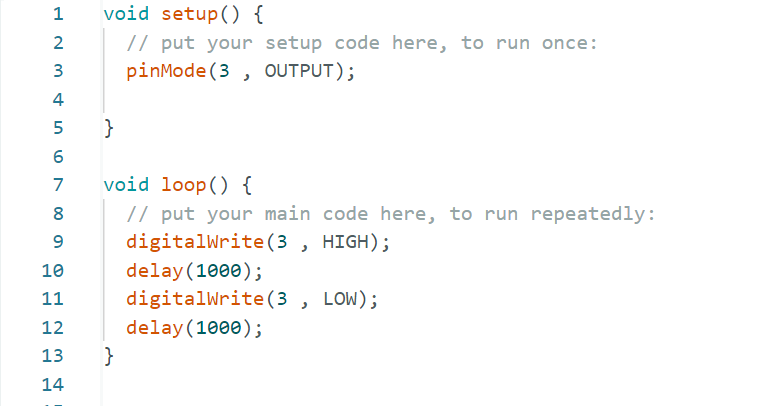 1 void setup() {
2 // put your setup code here, to run once:
3 pinMode(3 , OUTPUT);
4
5 }
6
7 void loop() {
8 // put your main code here, to run repeatedly:
9 digitalWrite(3 , HIGH);
10 delay(1000);
11 digitalWrite(3 , LOW);
12 delay(1000);
13 }
14